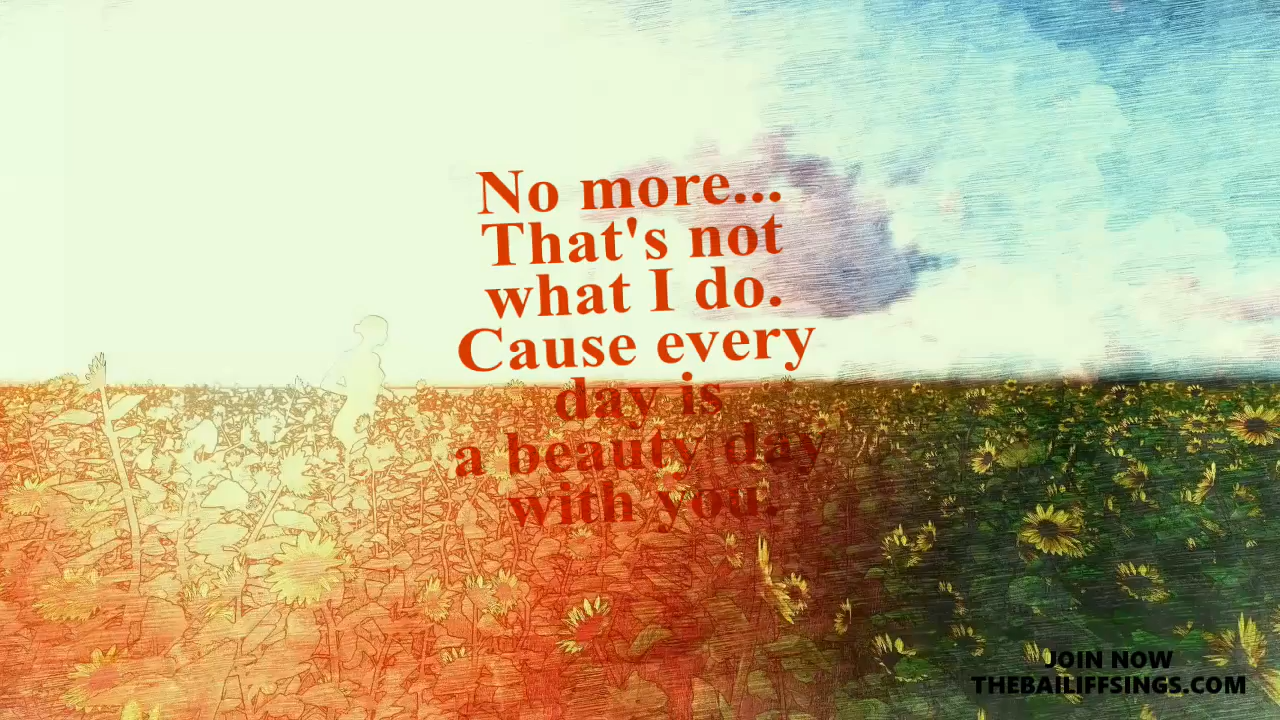 No more...
That's not
what I do.
Cause every
day is
a beauty day
with you.
JOIN NOW
THEBAILIFFSINGS.COM